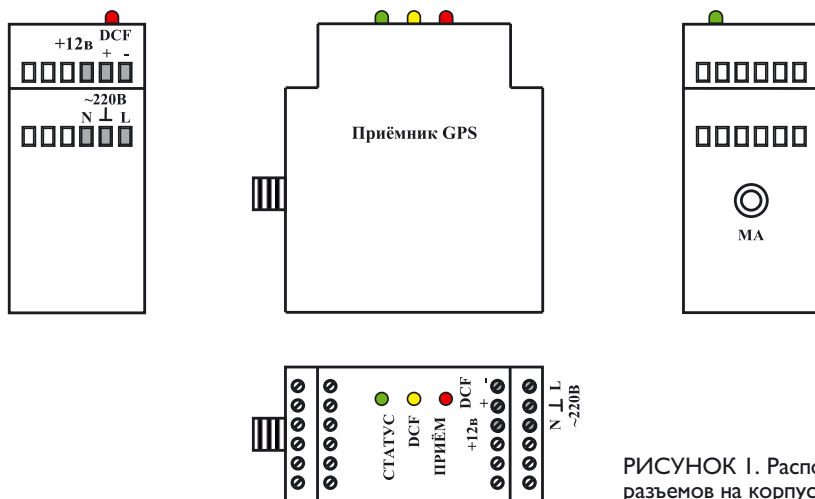 DCF
+12в + -
~220В
N ⊥ L
Приёмник GPS
МА
СТАТУС
DCF
ПРИЁМ
+12в
+ -
DCF
N ⊥ L
~220В
РИСУНОК 1. Распо
разъемов на корпус